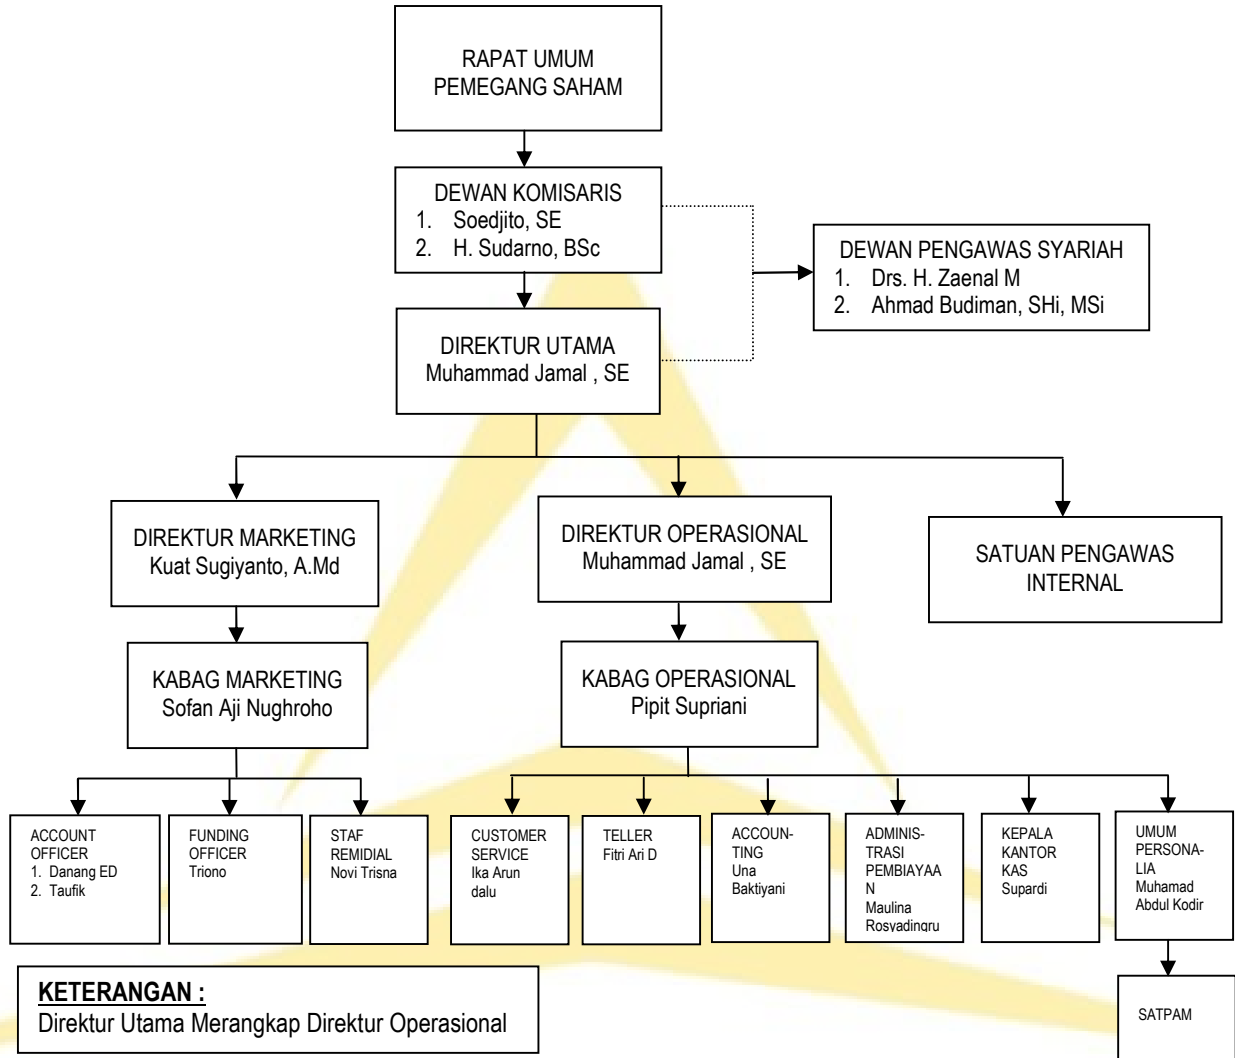 RAPAT UMUM
PEMEGANG SAHAM
DEWAN KOMISARIS
1. Soedjito, SE
2. H. Sudarno, BSc
DEWAN PENGAWAS SYARIAH
1. Drs. H. Zaenal M
2. Ahmad Budiman, SHi, MSi
DIREKTUR UTAMA
Muhammad Jamal , SE
DIREKTUR MARKETING
Kuat Sugiyanto, A.Md
DIREKTUR OPERASIONAL
Muhammad Jamal , SE
SATUAN PENGAWAS
INTERNAL
KABAG MARKETING
Sofan Aji Nughroho
KABAG OPERASIONAL
Pipit Supriani
ACCOUNT
OFFICER
1. Danang ED
2. Taufik
FUNDING
OFFICER
Triono
STAF
REMIDIAL
Novi Trisna
CUSTOMER
SERVICE
Ika Arun
dalu
TELLER
Fitri Ari D
ACCOUN-
TING
Una
Baktiyani
ADMINIS-
TRASI
PEMBIAYAA
N
Maulina
Rosyadingru
KEPALA
KANTOR
KAS
Supardi
UMUM
PERSONA-
LIA
Muhamad
Abdul Kodir
SATPAM
KETERANGAN :
Direktur Utama Merangkap Direktur Operasional